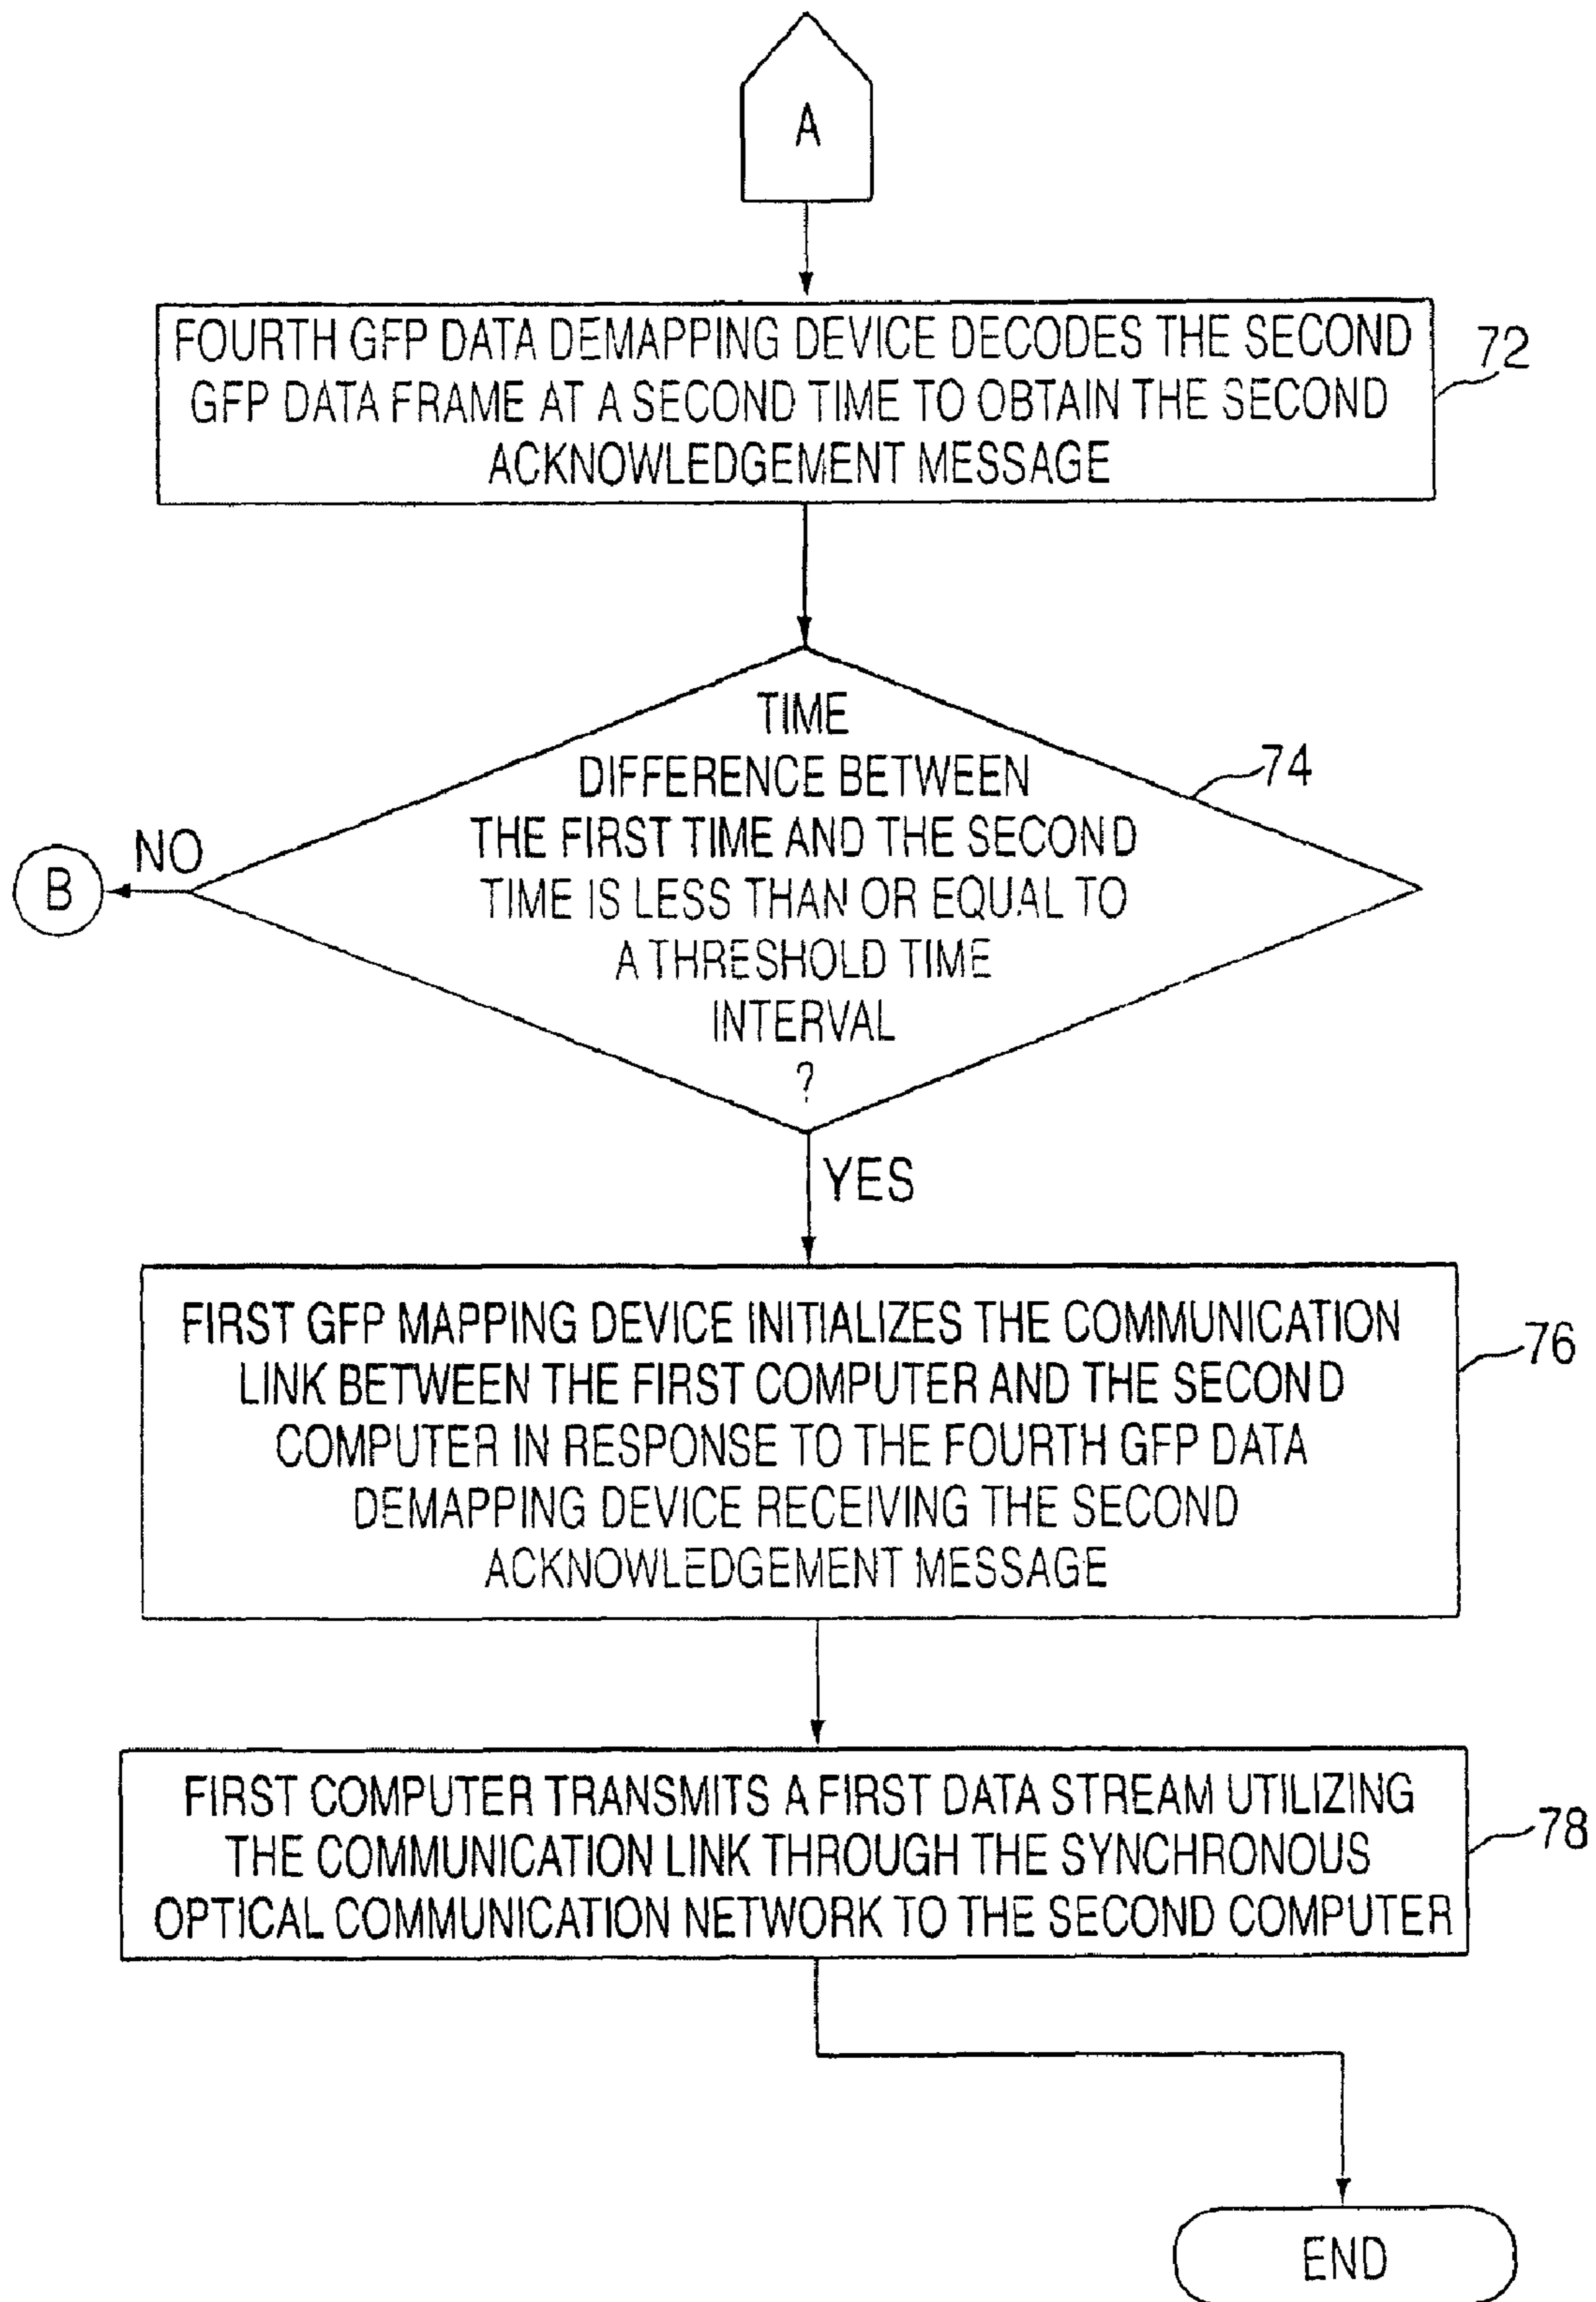 A
FOURTH GFP DATA DEMAPPING DEVICE DECODES THE SECOND
GFP DATA FRAME AT A SECOND TIME TO OBTAIN THE SECOND
ACKNOWLEDGEMENT MESSAGE
72
TIME
DIFFERENCE BETWEEN
THE FIRST TIME AND THE SECOND
TIME IS LESS THAN OR EQUAL TO
A THRESHOLD TIME
INTERVAL
?
74
NO
B
YES
FIRST GFP MAPPING DEVICE INITIALIZES THE COMMUNICATION
LINK BETWEEN THE FIRST COMPUTER AND THE SECOND
COMPUTER IN RESPONSE TO THE FOURTH GFP DATA
DEMAPPING DEVICE RECEIVING THE SECOND
ACKNOWLEDGEMENT MESSAGE
76
FIRST COMPUTER TRANSMITS A FIRST DATA STREAM UTILIZING
THE COMMUNICATION LINK THROUGH THE SYNCHRONOUS
OPTICAL COMMUNICATION NETWORK TO THE SECOND COMPUTER
78
END